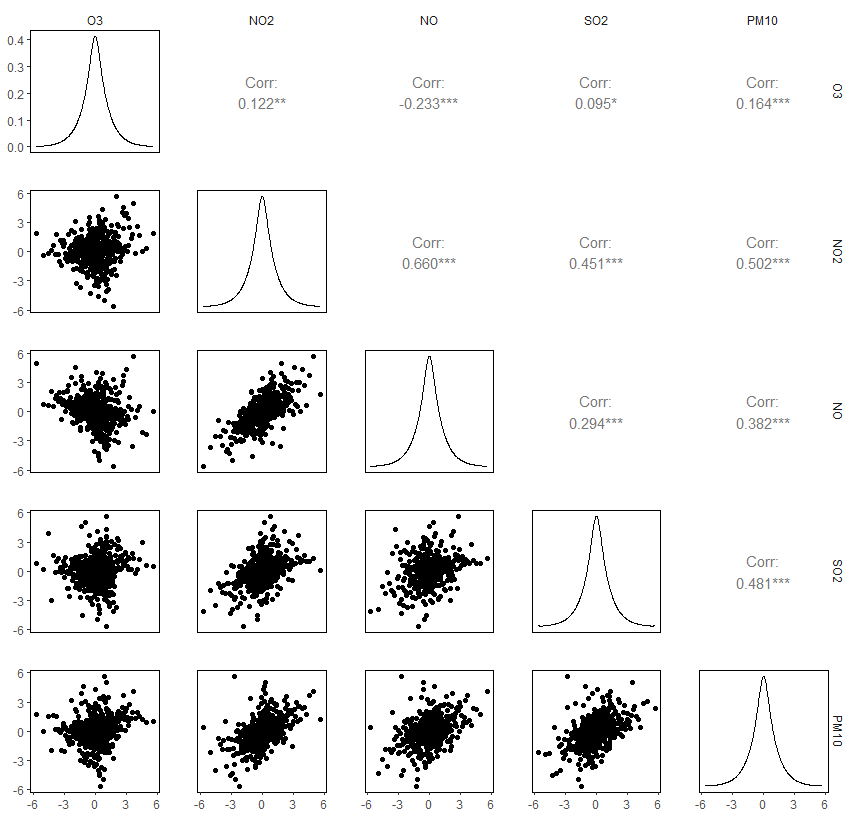 O3 NO2 NO SO2 PM10
0.4
0.3
0.2
0.1
0.0
Corr: Corr: Corr: Corr:
0.122** -0.233*** 0.095* 0.164***
O3
6
3
0
-3
-6
Corr: Corr: Corr:
0.660*** 0.451*** 0.502***
NO2
6
3
0
-3
-6
Corr: Corr:
0.294*** 0.382***
NO
6
3
0
-3
-6
Corr:
0.481***
SO2
6
3
0
-3
-6
PM10
-6 -3 0 3 6 -6 -3 0 3 6 -6 -3 0 3 6 -6 -3 0 3 6 -6 -3 0 3 6